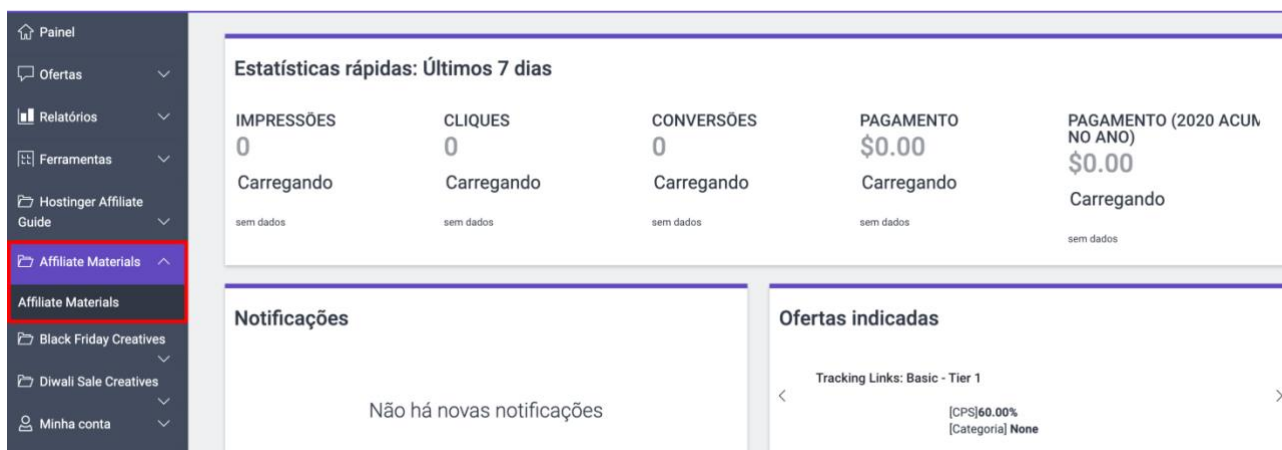 Painel
Ofertas
Relatórios
Ferramentas
Hostinger Affiliate
Guide
Affiliate Materials
Affiliate Materials
Black Friday Creatives
Diwali Sale Creatives
Minha conta
Estatísticas rápidas: Últimos 7 dias
IMPRESSÕES
0
Carregando
sem dados
CLIQUES
0
Carregando
sem dados
CONVERSÕES
0
Carregando
sem dados
PAGAMENTO
$0.00
Carregando
sem dados
PAGAMENTO (2020 ACUM
NO ANO)
$0.00
Carregando
sem dados
Notificações
Não há novas notificações
Ofertas indicadas
Tracking Links: Basic - Tier 1
[CPS]60.00%
[Categoria] None